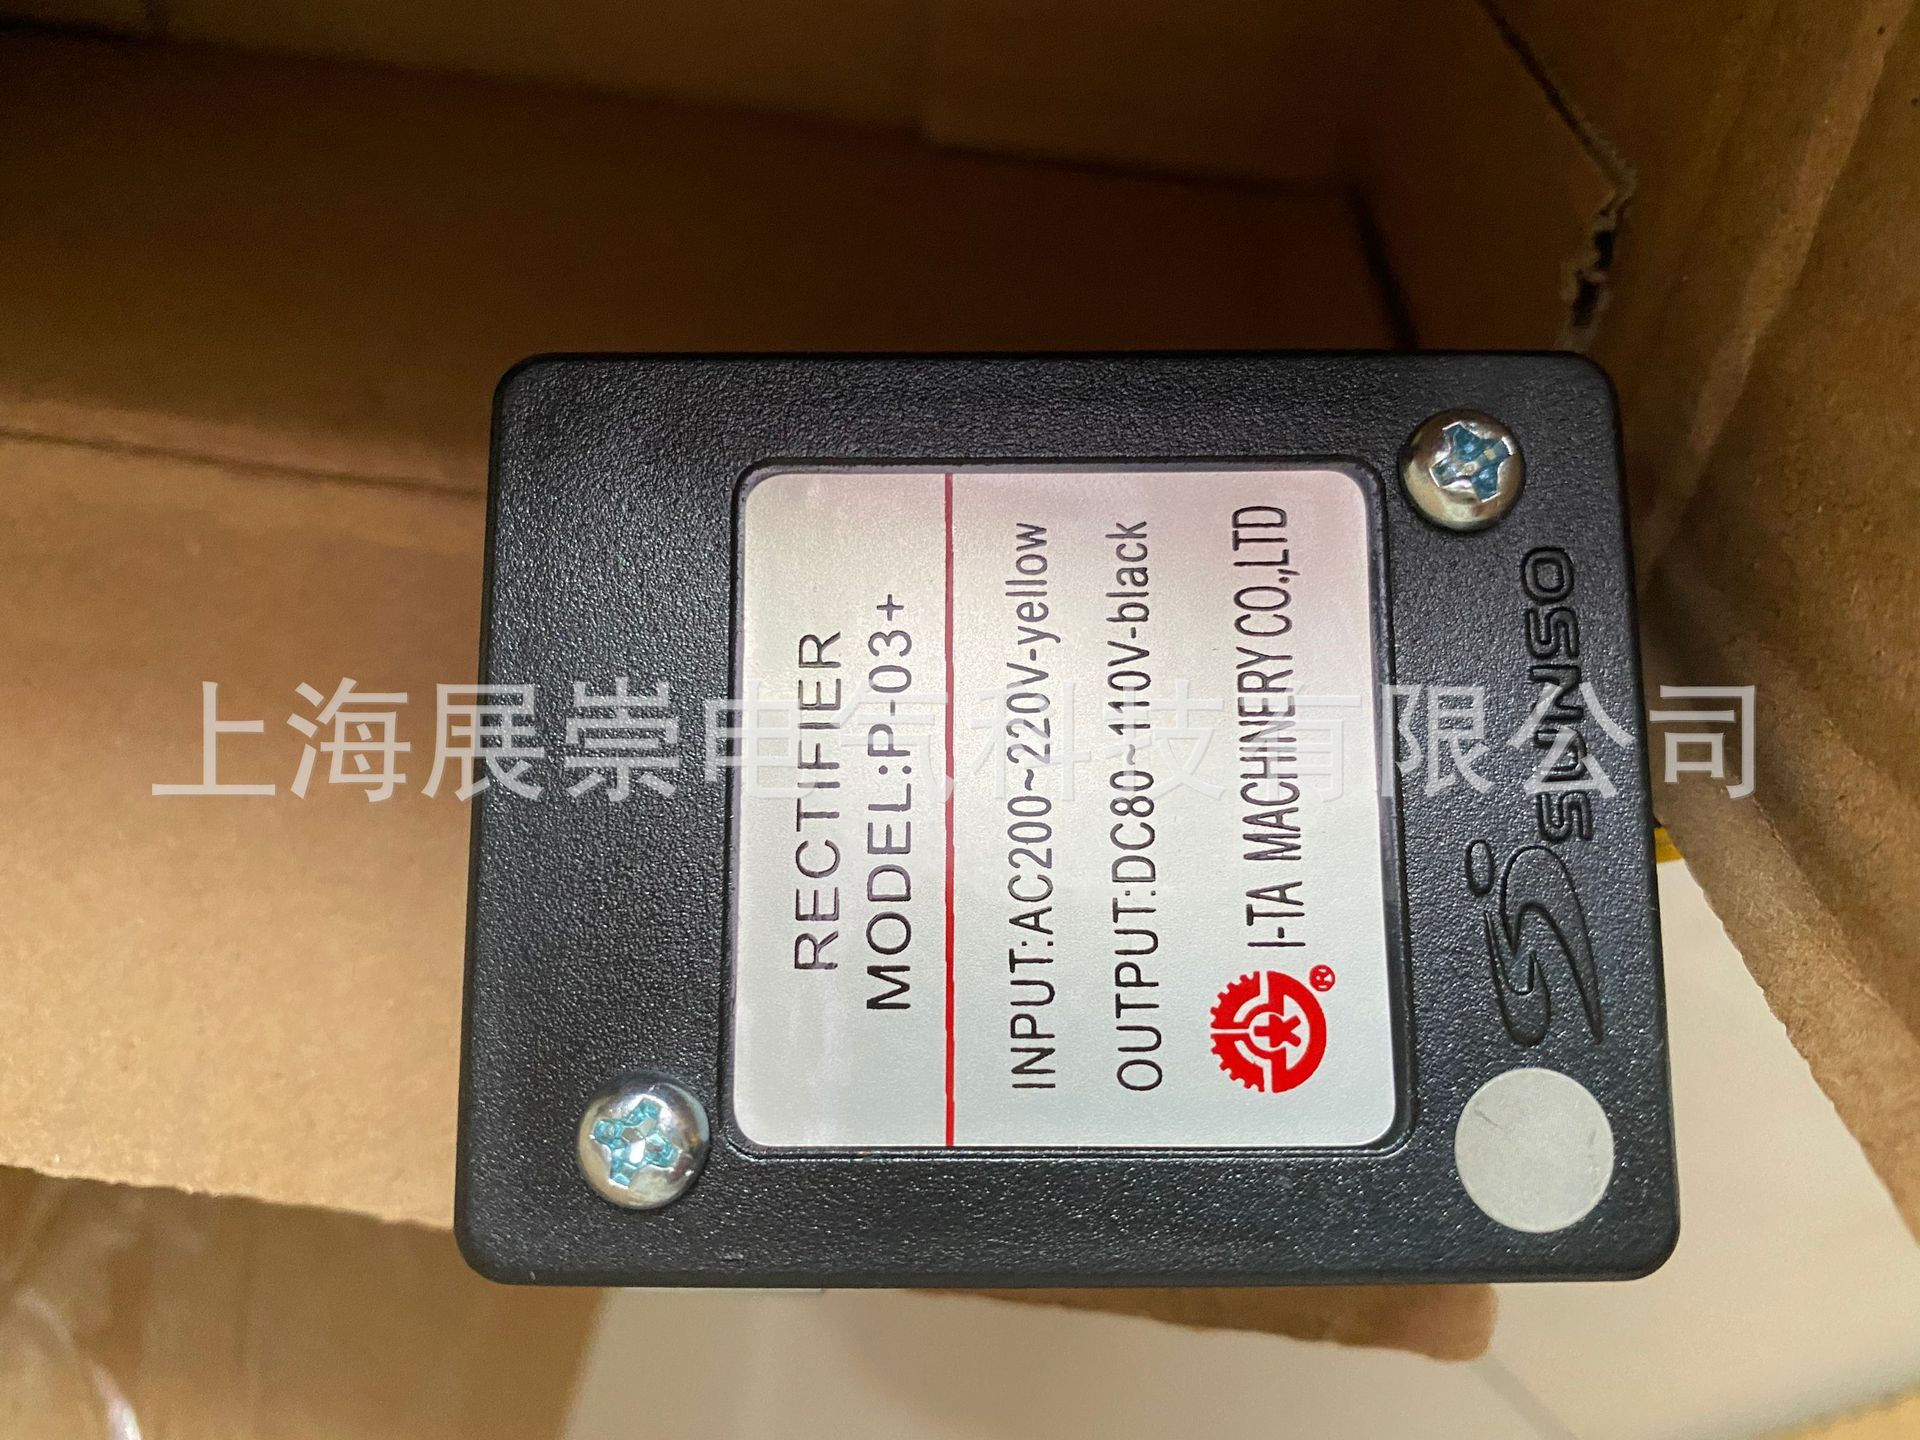 RECTIFIER
MODEL:P-03+
INPUT:AC200~220V-yellow
OUTPUT:DC80~110V-black
® I-TA MACHINERY CO.,LTD
SUNSO
上海展崇电气科技有限公司